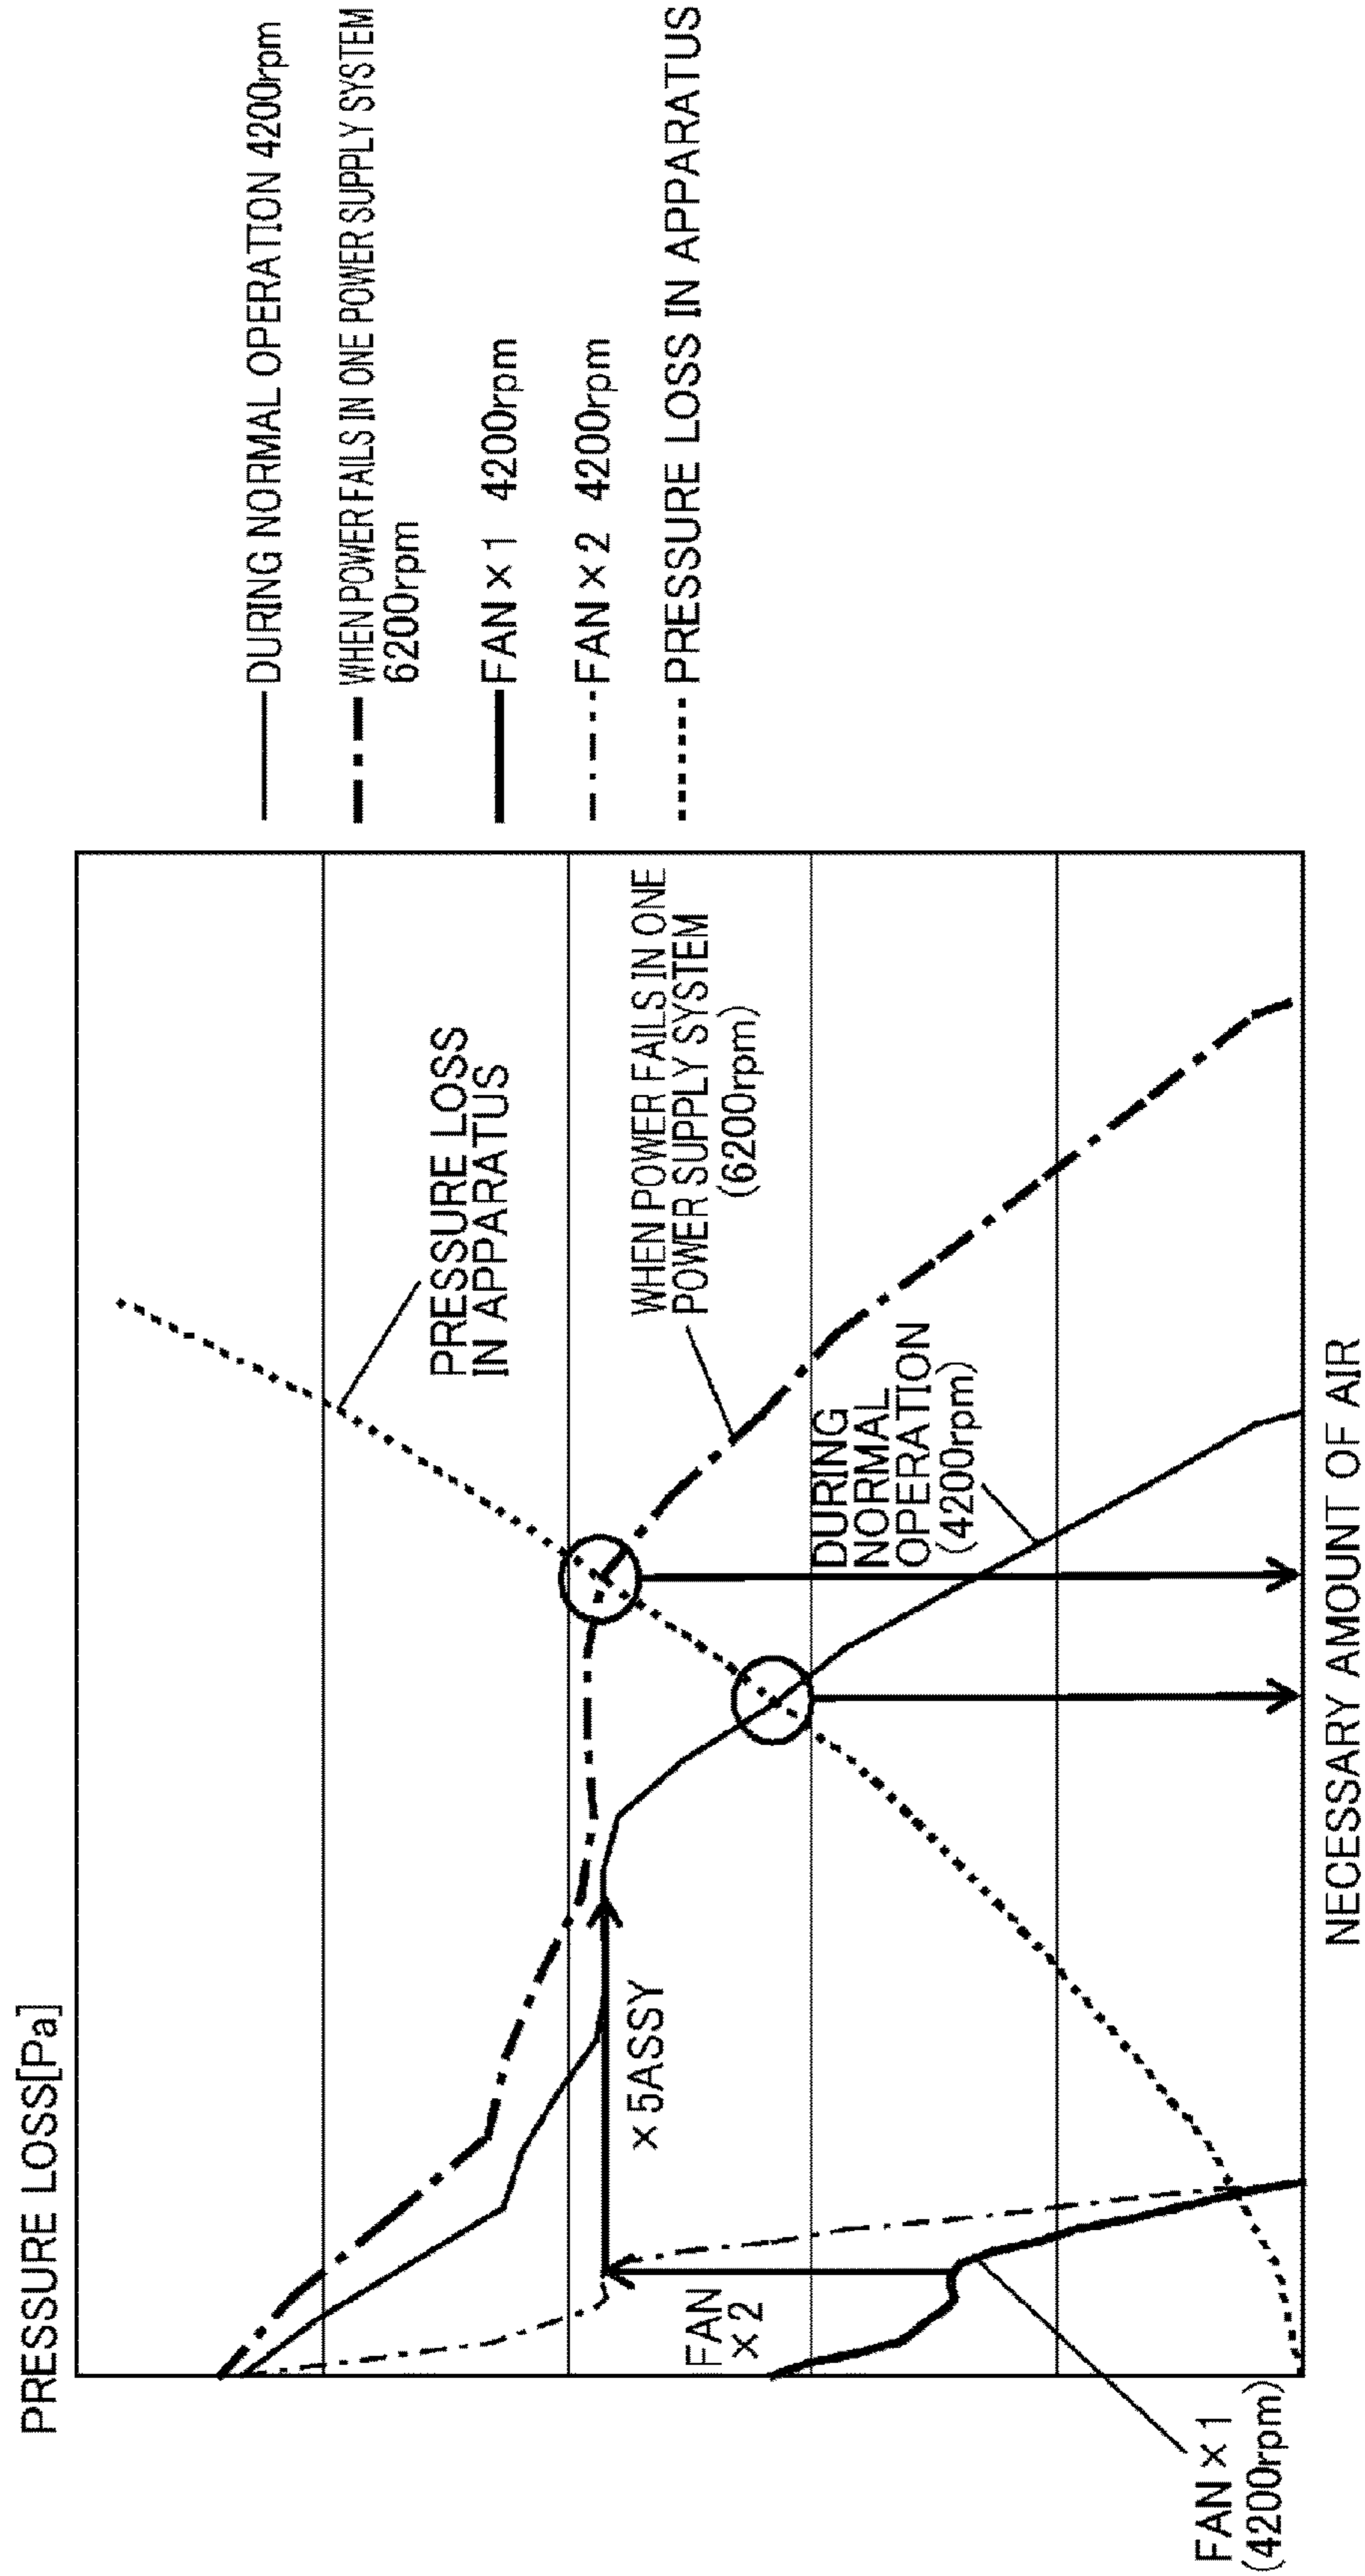 PRESSURE LOSS[Pa]
PRESSURE LOSS
IN APPARATUS
WHEN POWER FAILS IN ONE
POWER SUPPLY SYSTEM
(6200rpm)
× 5ASSY
FAN
× 2
DURING
NORMAL
OPERATION
(4200rpm)
FAN × 1
(4200rpm)
NECESSARY AMOUNT OF AIR
DURING NORMAL OPERATION 4200rpm
WHEN POWER FAILS IN ONE POWER SUPPLY SYSTEM
6200rpm
FAN × 1 4200rpm
FAN × 2 4200rpm
PRESSURE LOSS IN APPARATUS